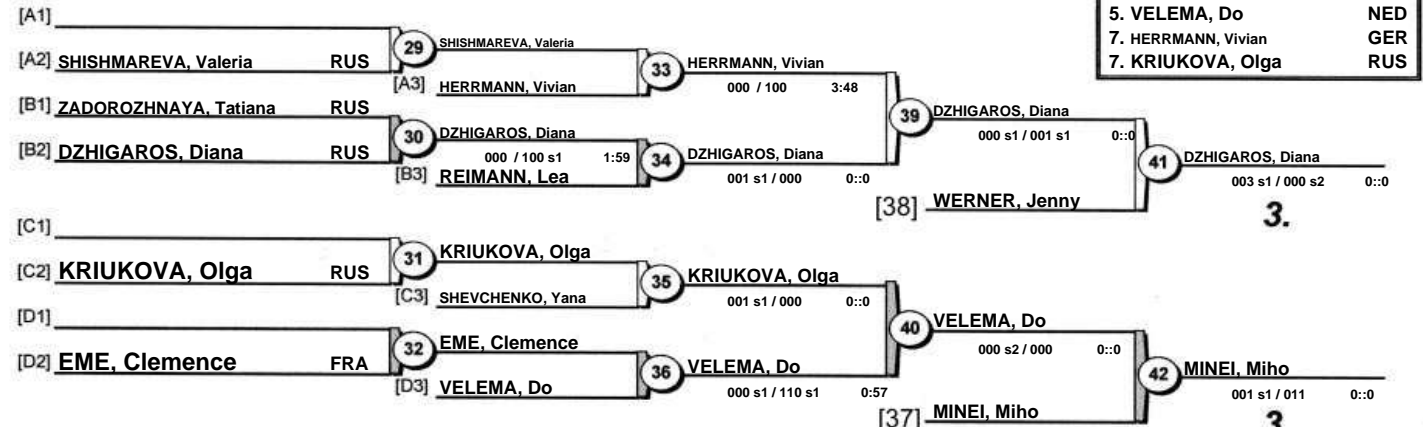 [A1]
[A2] SHISHMAREVA, Valeria RUS
29
SHISHMAREVA, Valeria
[A3] HERRMANN, Vivian
33
HERRMANN, Vivian
000 / 100 3:48
[B1] ZADOROZHNAYA, Tatiana RUS
[B2] DZHIGAROS, Diana RUS
30
DZHIGAROS, Diana
000 / 100 s1 1:59
[B3] REIMANN, Lea
34
DZHIGAROS, Diana
001 s1 / 000 0::0
39
DZHIGAROS, Diana
000 s1 / 001 s1 0::0
[38] WERNER, Jenny
41
DZHIGAROS, Diana
003 s1 / 000 s2 0::0
3.
[C1]
[C2] KRIUKOVA, Olga RUS
31
KRIUKOVA, Olga
[C3] SHEVCHENKO, Yana
35
KRIUKOVA, Olga
001 s1 / 000 0::0
[D1]
[D2] EME, Clemence FRA
32
EME, Clemence
[D3] VELEMA, Do
36
VELEMA, Do
000 s1 / 110 s1 0:57
40
VELEMA, Do
000 s2 / 000 0::0
[37] MINEI, Miho
42
MINEI, Miho
001 s1 / 011 0::0
3.
5. VELEMA, Do NED
7. HERRMANN, Vivian GER
7. KRIUKOVA, Olga RUS